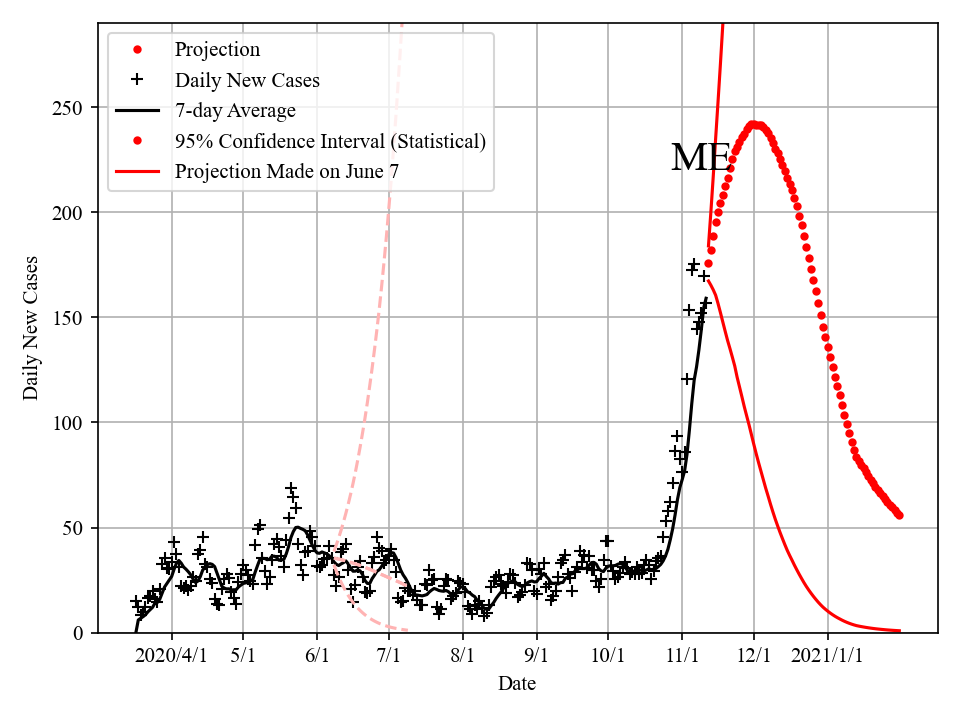 Projection
Daily New Cases
7-day Average
95% Confidence Interval (Statistical)
Projection Made on June 7
ME
Daily New Cases
250
200
150
100
50
0
2020/4/1 5/1 6/1 7/1 8/1 9/1 10/1 11/1 12/1 2021/1/1
Date